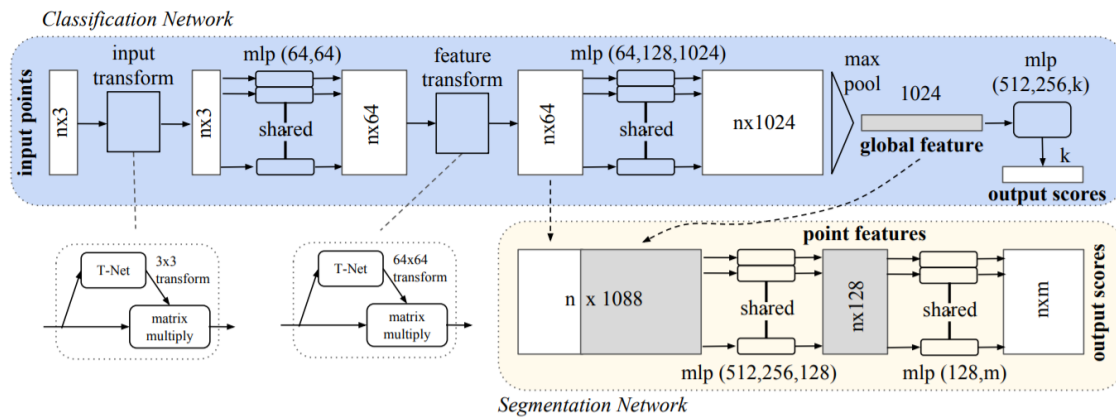 Classification Network
input points
nx3
input
transform
nx3
mlp (64,64)
shared
nx64
feature
transform
nx64
mlp (64,128,1024)
shared
nx1024
max
pool
1024
global feature
mlp
(512,256,k)
k
output scores
T-Net
3x3
transform
matrix
multiply
T-Net
64x64
transform
matrix
multiply
point features
n x 1088
shared
mlp (512,256,128)
nx128
shared
mlp (128,m)
nxm
output scores
Segmentation Network